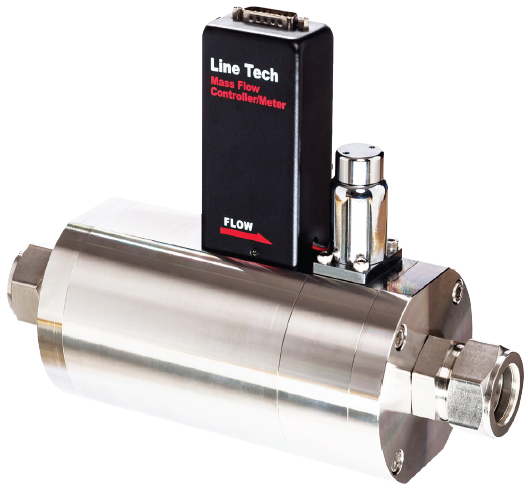 Line Tech
Mass Flow
Controller/Meter
FLOW